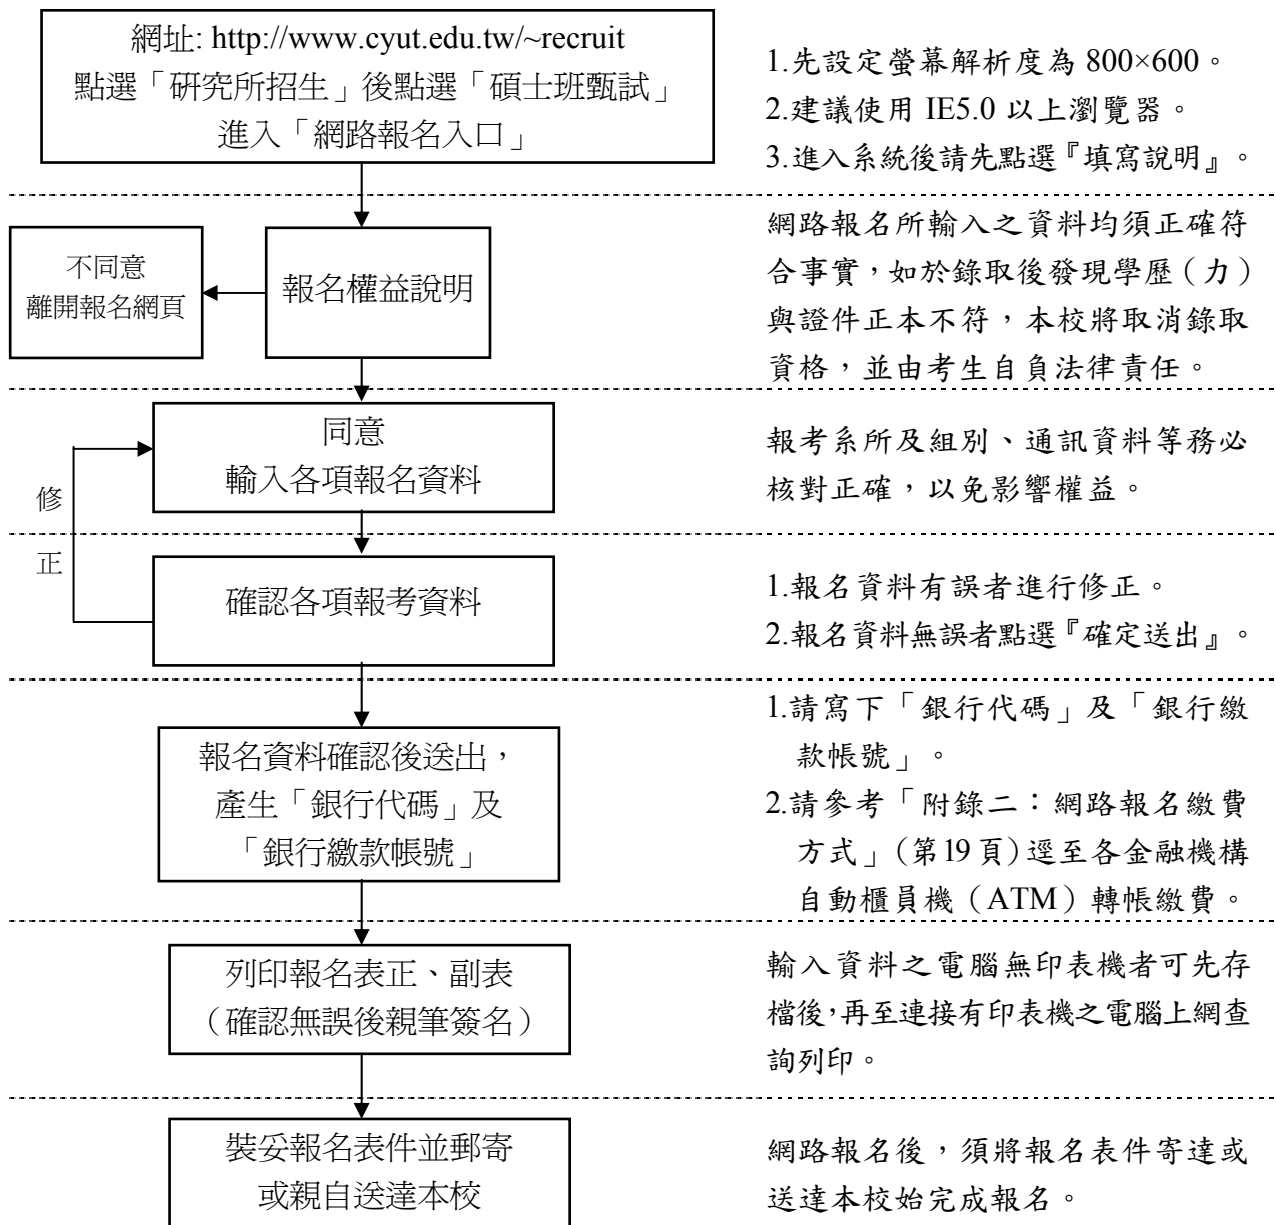 網址: http://www.cyut.edu.tw/~recruit
點選「研究所招生」後點選「碩士班甄試」
進入「網路報名入口」
1.先設定螢幕解析度為 800×600。
2.建議使用 IE5.0 以上瀏覽器。
3.進入系統後請先點選『填寫說明』。
不同意
離開報名網頁
報名權益說明
網路報名所輸入之資料均須正確符
合事實，如於錄取後發現學歷（力）
與證件正本不符，本校將取消錄取
資格，並由考生自負法律責任。
同意
輸入各項報名資料
報考系所及組別、通訊資料等務必
核對正確，以免影響權益。
修
正
確認各項報考資料
1.報名資料有誤者進行修正。
2.報名資料無誤者點選『確定送出』。
報名資料確認後送出，
產生「銀行代碼」及
「銀行繳款帳號」
1.請寫下「銀行代碼」及「銀行繳
款帳號」。
2.請參考「附錄二：網路報名繳費
方式」(第19頁)逕至各金融機構
自動櫃員機（ATM）轉帳繳費。
列印報名表正、副表
（確認無誤後親筆簽名）
輸入資料之電腦無印表機者可先存
檔後，再至連接有印表機之電腦上網查
詢列印。
裝妥報名表件並郵寄
或親自送達本校
網路報名後，須將報名表件寄達或
送達本校始完成報名。